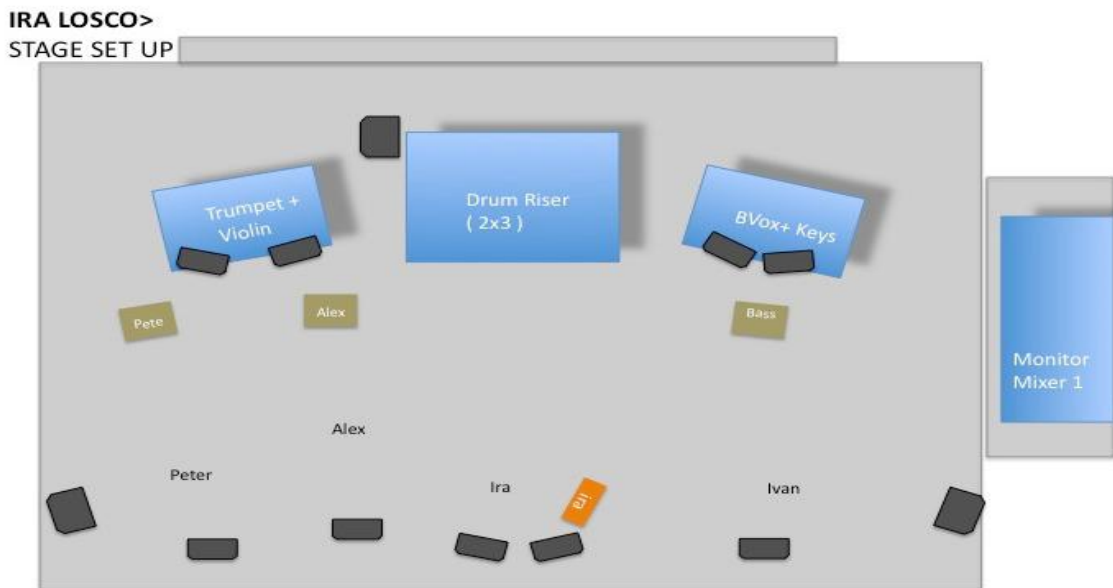 IRA LOSCO>
STAGE SET UP
Trumpet +
Violin
Drum Riser
( 2x3 )
BVox+ Keys
Pete
Alex
Bass
Monitor
Mixer 1
Alex
Peter
Ira
ira
Ivan